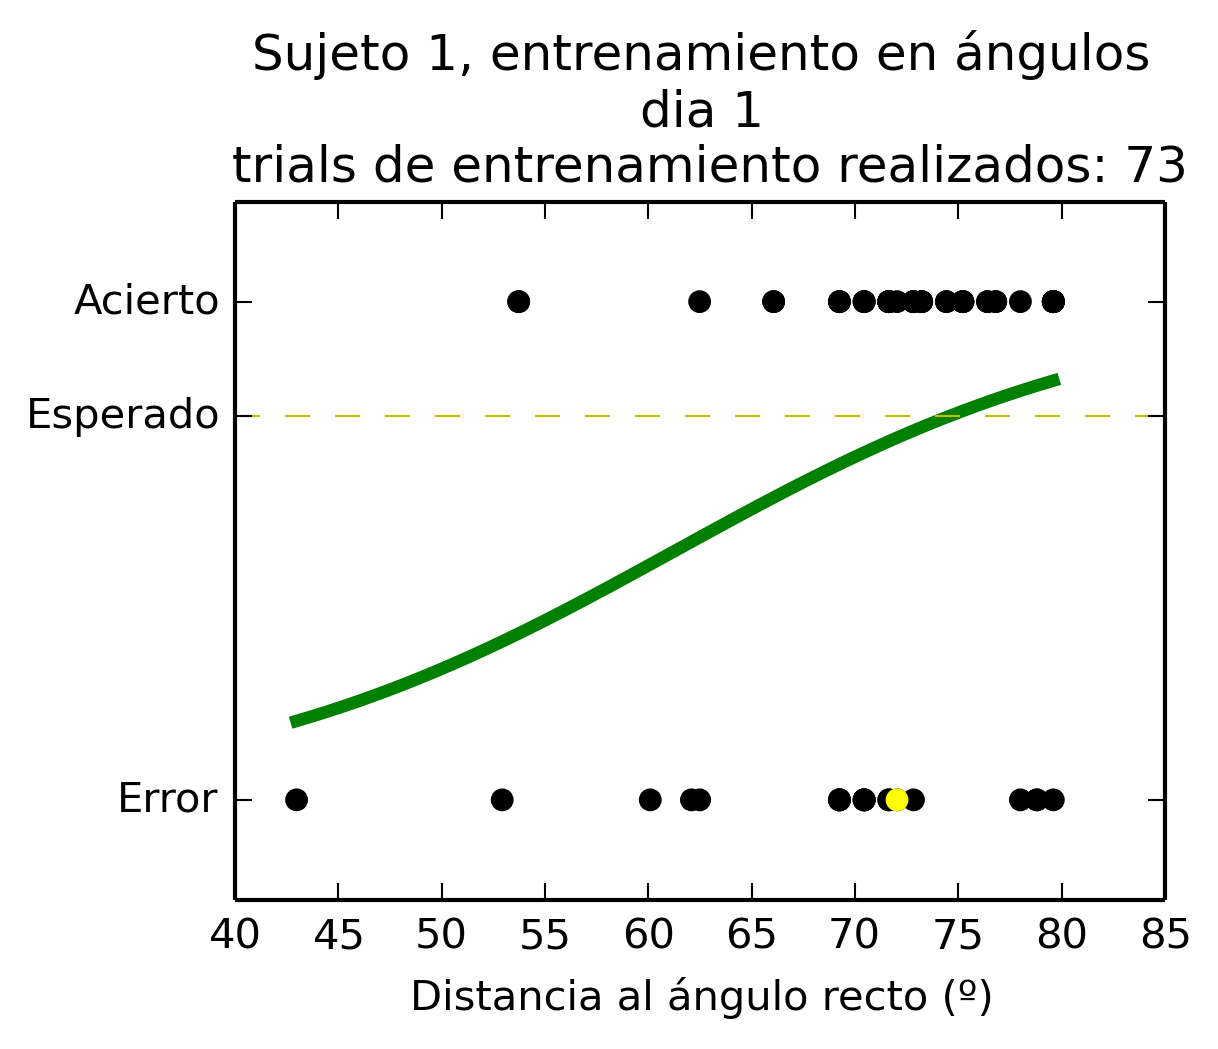 Sujeto 1, entrenamiento en ángulos
dia 1
trials de entrenamiento realizados: 73
Acierto
Esperado
Error
40 45 50 55 60 65 70 75 80 85
Distancia al ángulo recto (º)